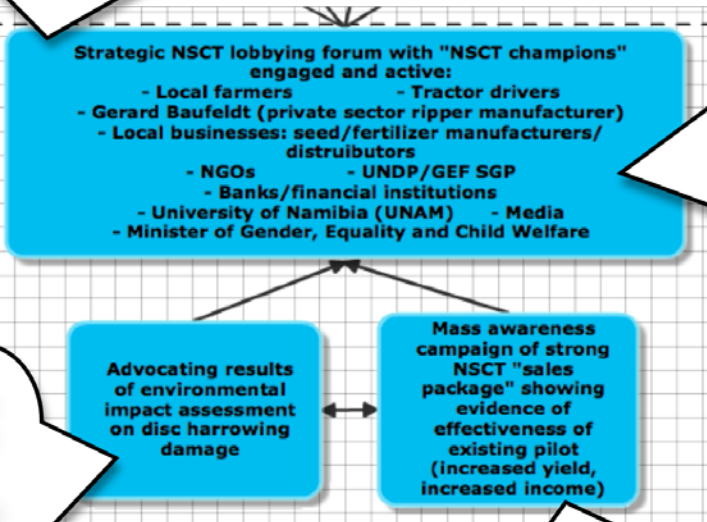 Strategic NSCT lobbying forum with "NSCT champions"
engaged and active:
- Local farmers - Tractor drivers
- Gerard Baufeldt (private sector ripper manufacturer)
- Local businesses: seed/fertilizer manufacturers/
distruibutors
- NGOs - UNDP/GEF SGP
- Banks/financial institutions
- University of Namibia (UNAM) - Media
- Minister of Gender, Equality and Child Welfare
Advocating results
of environmental
impact assessment
on disc harrowing
damage
Mass awareness
campaign of strong
NSCT "sales
package" showing
evidence of
effectiveness of
existing pilot
(increased yield,
increased income)